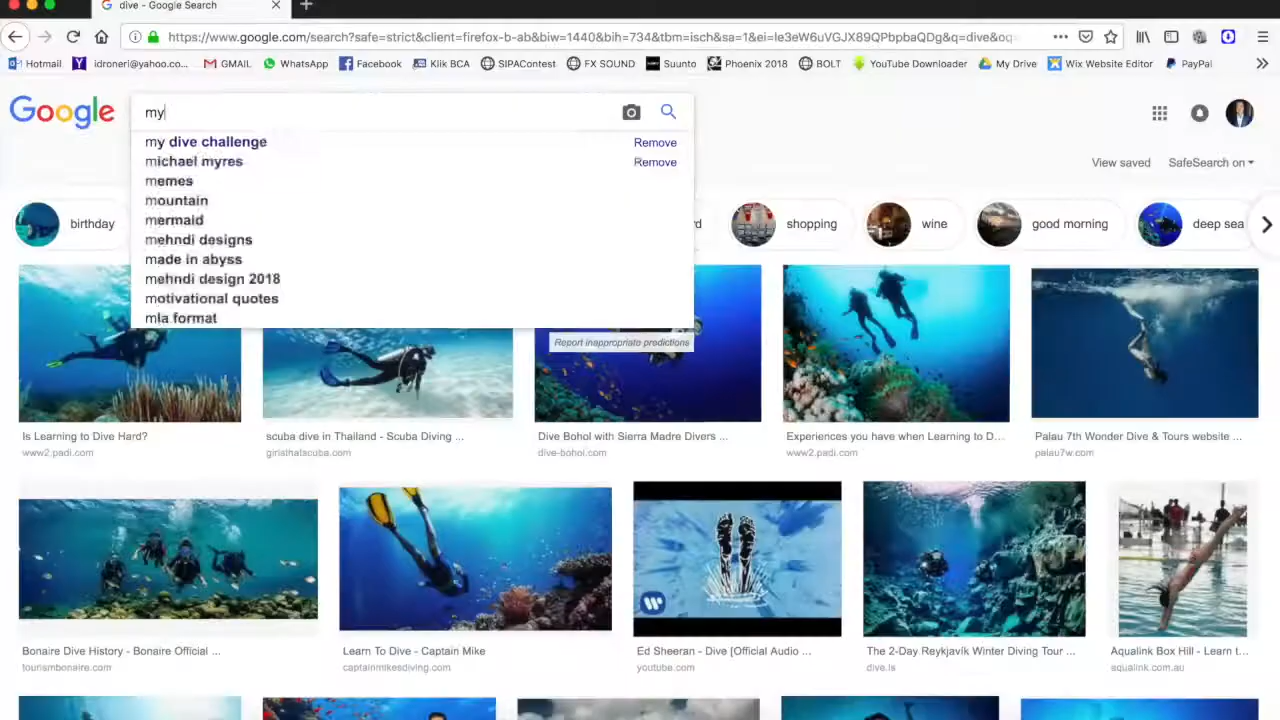 dive - Google Search
https://www.google.com/search?safe=strict&client=firefox-b-ab&biw=1440&bih=734&tbm=isch&sa=1&ei=le3eW6uVGJX89QPbpbaQDg&q=dive&oq=
Hotmail idroneri@yahoo.co... GMAIL WhatsApp Facebook Klik BCA SIPAContest FX SOUND Suunto Phoenix 2018 BOLT YouTube Downloader My Drive Wix Website Editor PayPal
Google
my
my dive challenge Remove
michael myres Remove
memes
mountain
mermaid
mehndi designs
made in abyss
mehndi design 2018
motivational quotes
mla format
Report inappropriate predictions
View saved SafeSearch on
birthday rd shopping wine good morning deep sea
Is Learning to Dive Hard? scuba dive in Thailand - Scuba Diving ... Dive Bohol with Sierra Madre Divers ... Experiences you have when Learning to D... Palau 7th Wonder Dive & Tours website ...
www2.padi.com girlsthatscuba.com dive-bohol.com www2.padi.com palau7w.com
Bonaire Dive History - Bonaire Official ... Learn To Dive - Captain Mike Ed Sheeran - Dive [Official Audio ... The 2-Day Reykjavík Winter Diving Tour ... Aqualink Box Hill - Learn t...
tourismbonaire.com captainmikesdiving.com youtube.com dive.is aqualink.com.au